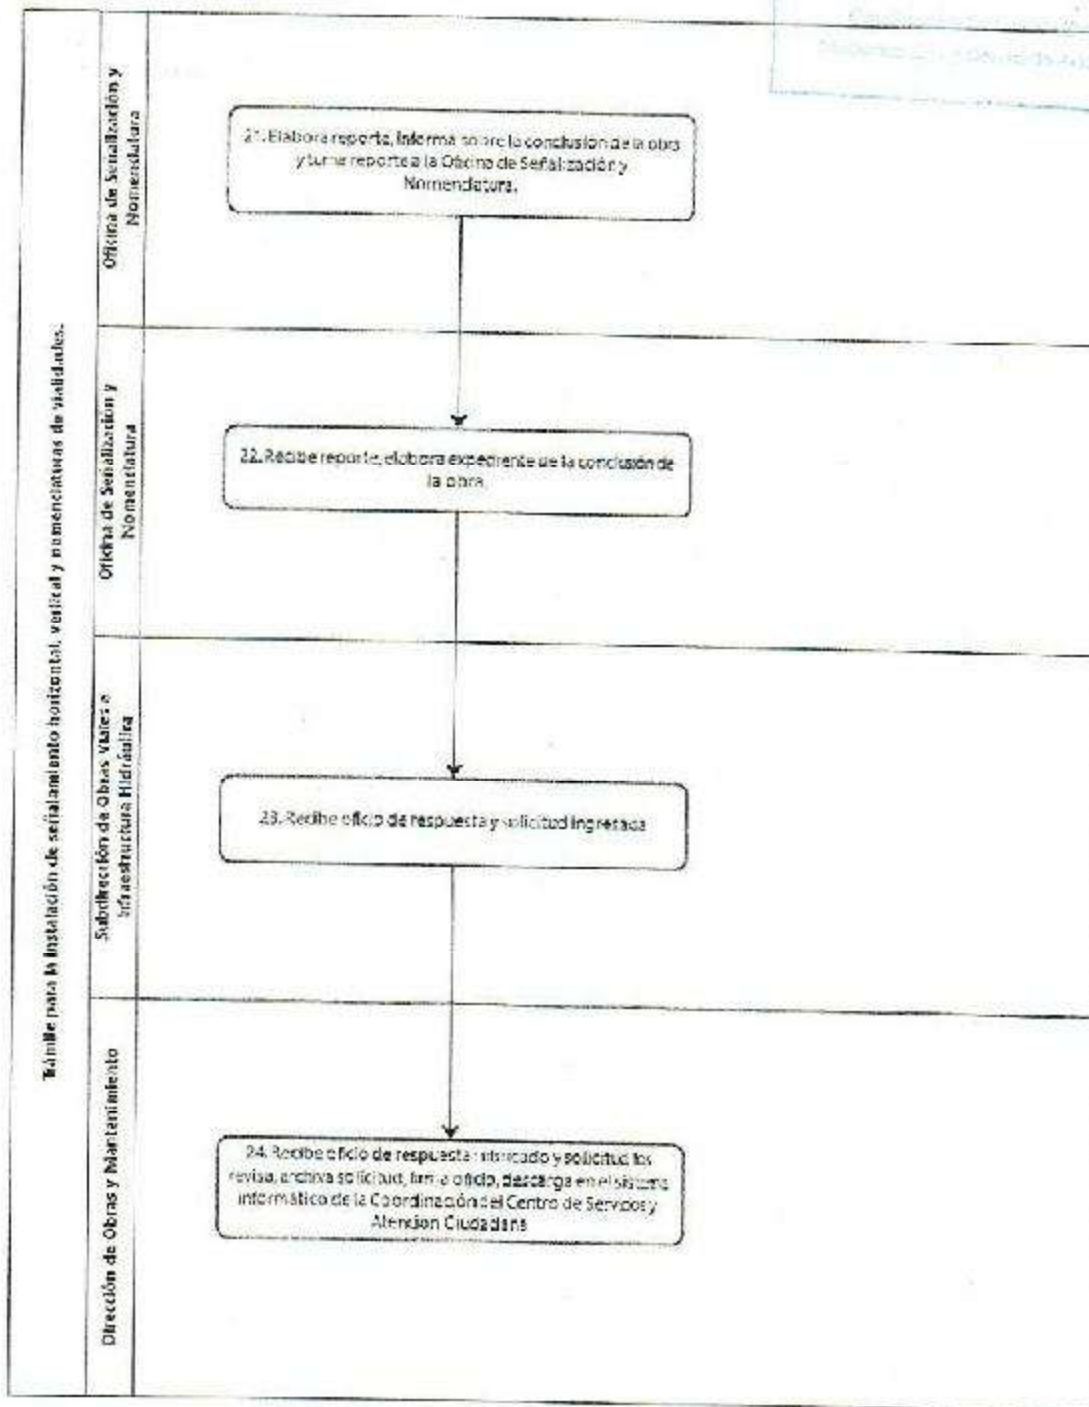 Trámite para la instalación de señalamiento horizontal, vertical y nomenclaturas de vialidades.
Oficina de Señalización y
Nomenclatura
21. Elabora reporte, informa sobre la conclusión de la obra
y turna reporte a la Oficina de Señalización y
Nomenclatura.
Oficina de Señalización y
Nomenclatura
22. Recibe reporte, elabora expediente de la conclusión de
la obra.
Subdirección de Obras Viales e
Infraestructura Hidráulica
23. Recibe oficio de respuesta y solicitud ingresada
Dirección de Obras y Mantenimiento
24. Recibe oficio de respuesta y solicitud, los
revisa, archiva solicitud, firma oficio, descarga en el sistema
informático de la Coordinación del Centro de Servicios y
Atención Ciudadana